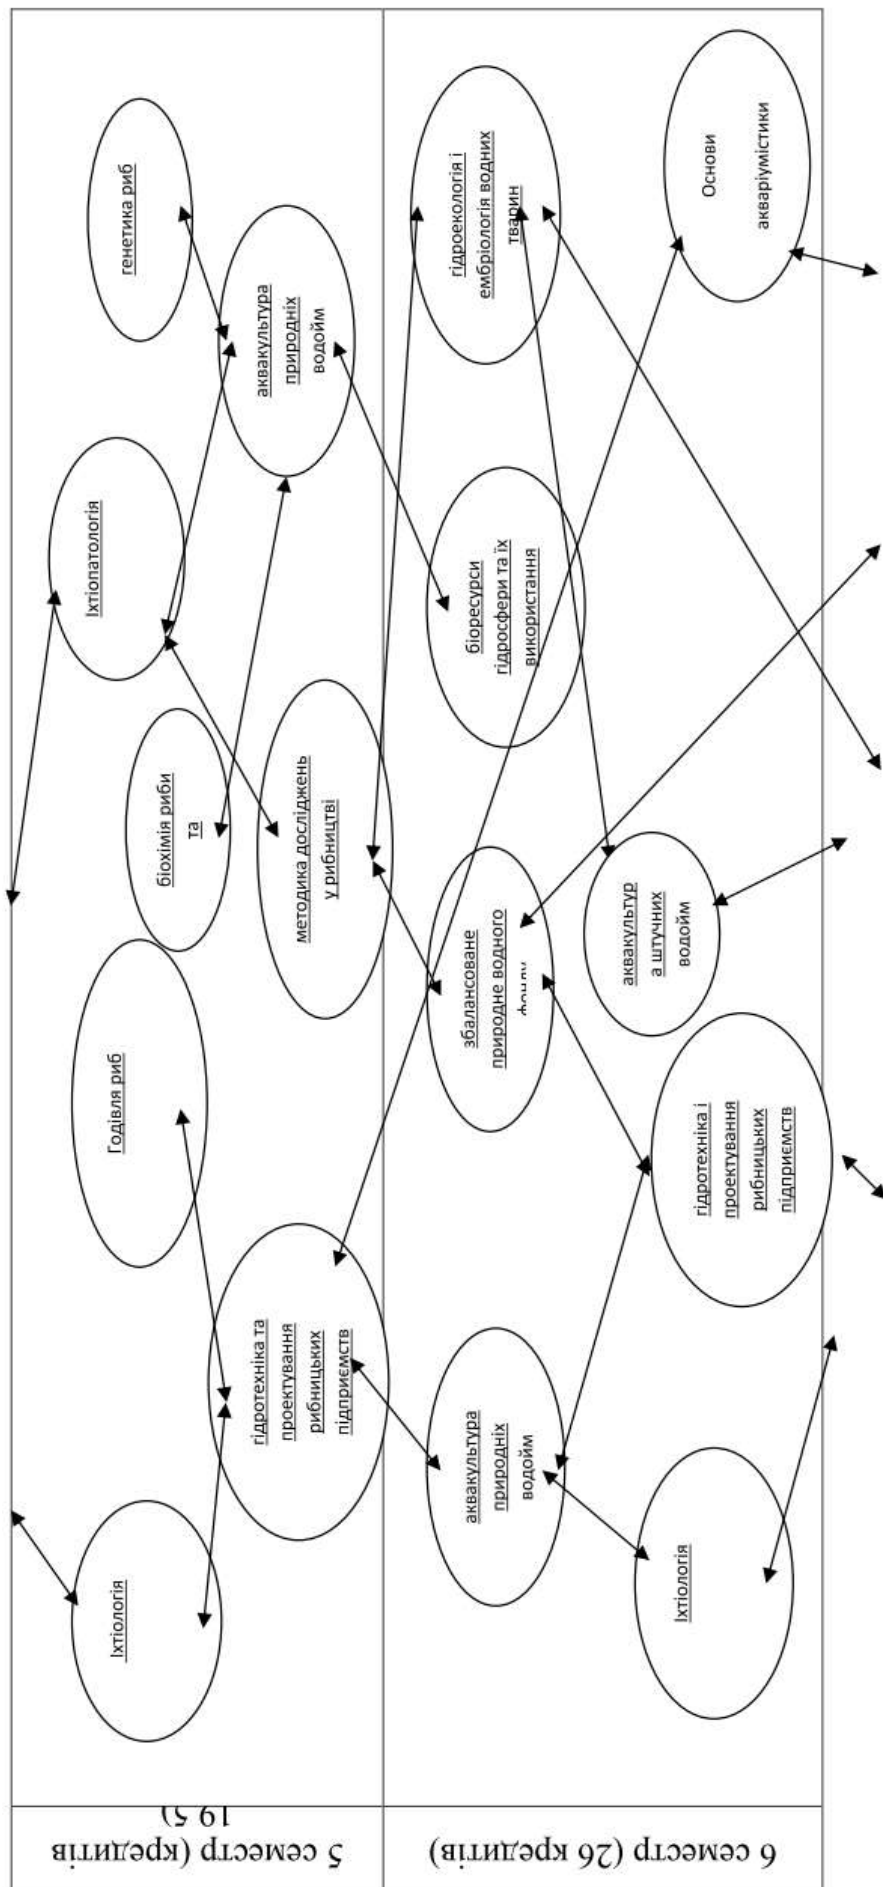 5 семестр (кредитів
19 5)
Іхтіологія
гідротехніка та
проектування
рибницьких
підприємств
Годівля риб
біохімія риби
та
методика досліджень
у рибництві
Іхтіопатологія
аквакультура
природніх
водойм
генетика риб
6 семестр (26 кредитів)
Іхтіологія
аквакультура
природніх
водойм
гідротехніка і
проектування
рибницьких
підприємств
збалансоване
природне водного
фонду
аквакультур
а штучних
водойм
біоресурси
гідросфери та їх
використання
гідроекологія і
ембріологія водних
тварин
Основи
акваріумістики